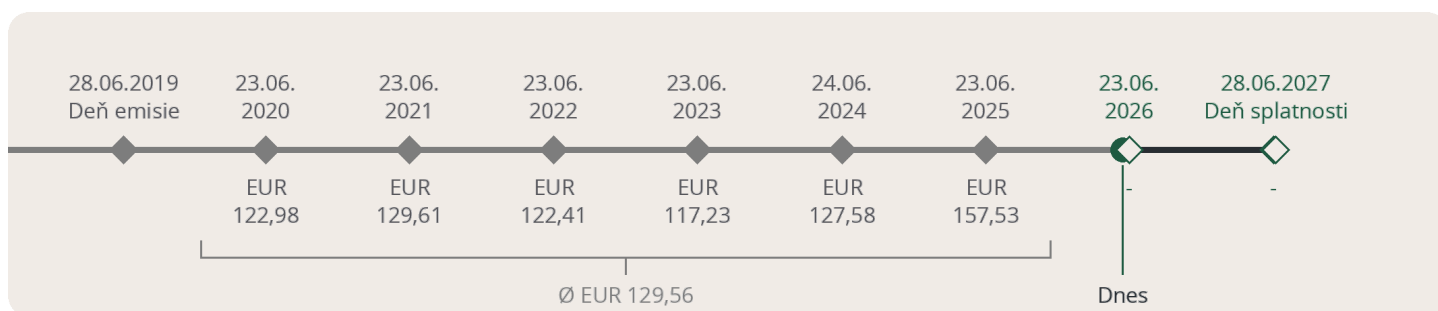 28.06.2019
Deň emisie
23.06.
2020
23.06.
2021
23.06.
2022
23.06.
2023
24.06.
2024
23.06.
2025
23.06.
2026
28.06.2027
Deň splatnosti
EUR
122,98
EUR
129,61
EUR
122,41
EUR
117,23
EUR
127,58
EUR
157,53
-
-
Ø EUR 129,56
Dnes